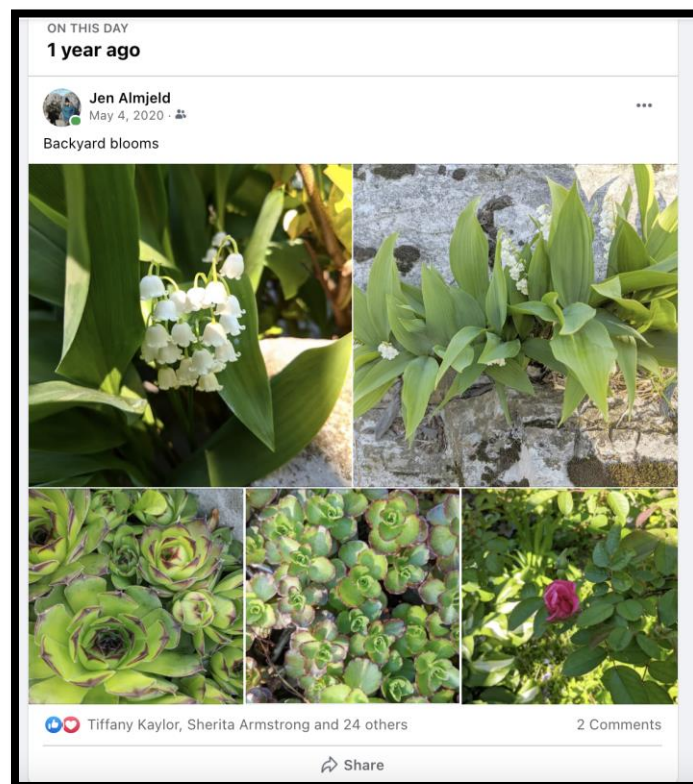 ON THIS DAY
1 year ago
Jen Almjeld
May 4, 2020 ·
Backyard blooms
Tiffany Kaylor, Sherita Armstrong and 24 others
2 Comments
Share